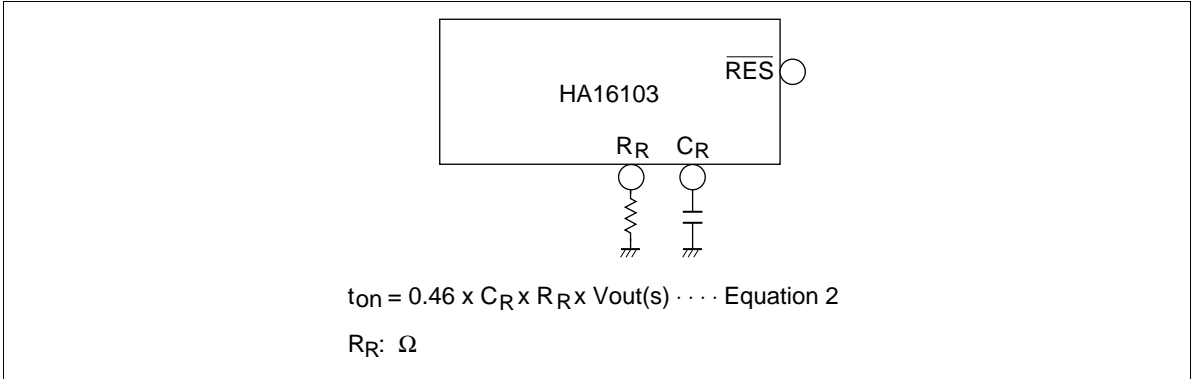 RES
HA16103
RR CR
ton = 0.46 x CR x RR x Vout(s) ···· Equation 2
RR: Ω